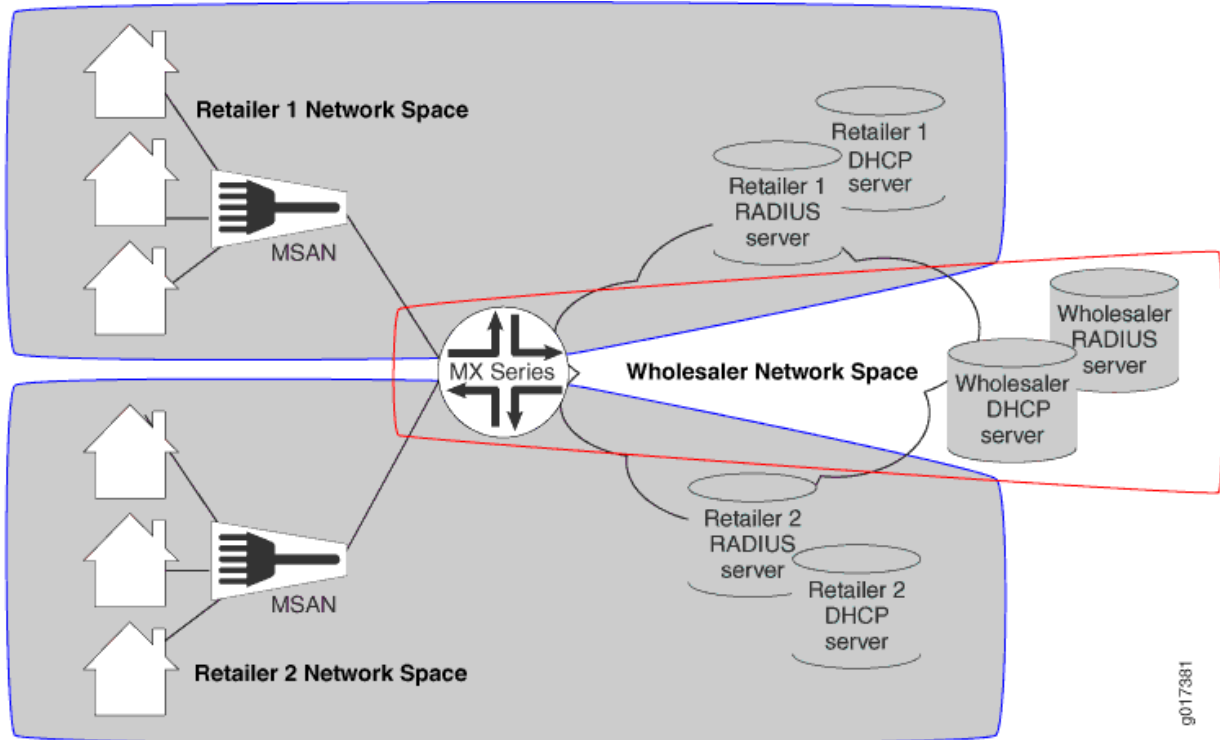 Retailer 1 Network Space
Retailer 1
DHCP
server
Retailer 1
RADIUS
server
MSAN
MX Series
Wholesaler Network Space
Wholesaler
RADIUS
server
Wholesaler
DHCP
server
Retailer 2
RADIUS
server
Retailer 2
DHCP
server
MSAN
Retailer 2 Network Space
g017381